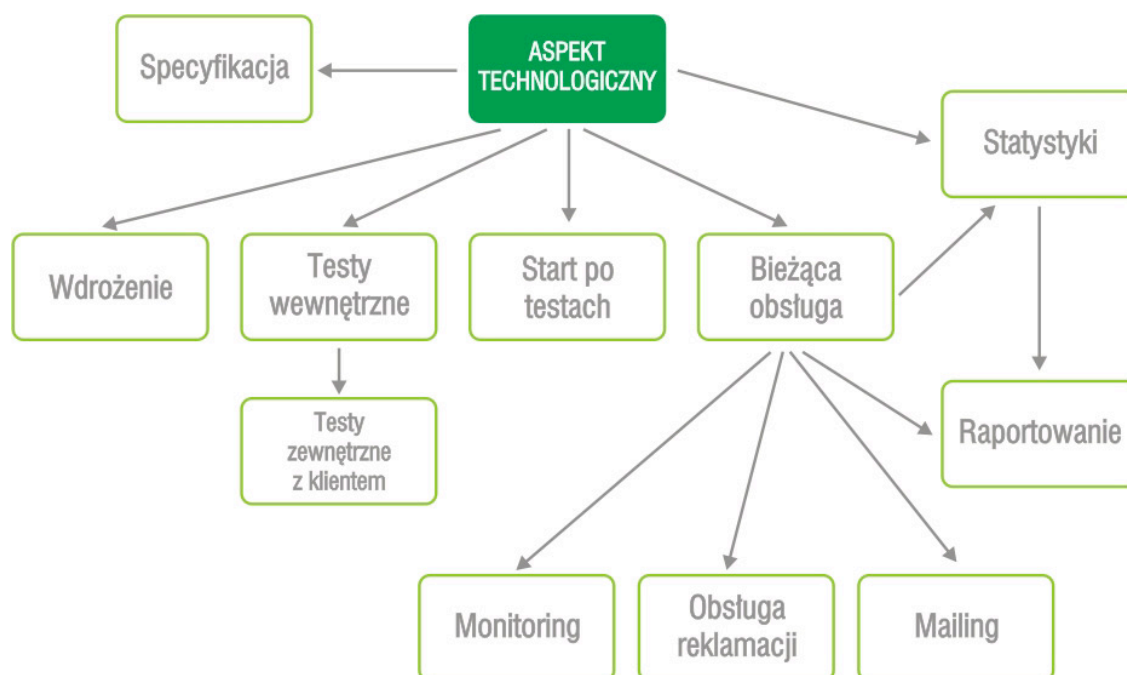 ASPEKT
TECHNOLOGICZNY
Specyfikacja
Statystyki
Wdrożenie
Testy
wewnętrzne
Start po
testach
Bieżąca
obsługa
Testy
zewnętrzne
z klientem
Raportowanie
Monitoring
Obsługa
reklamacji
Mailing